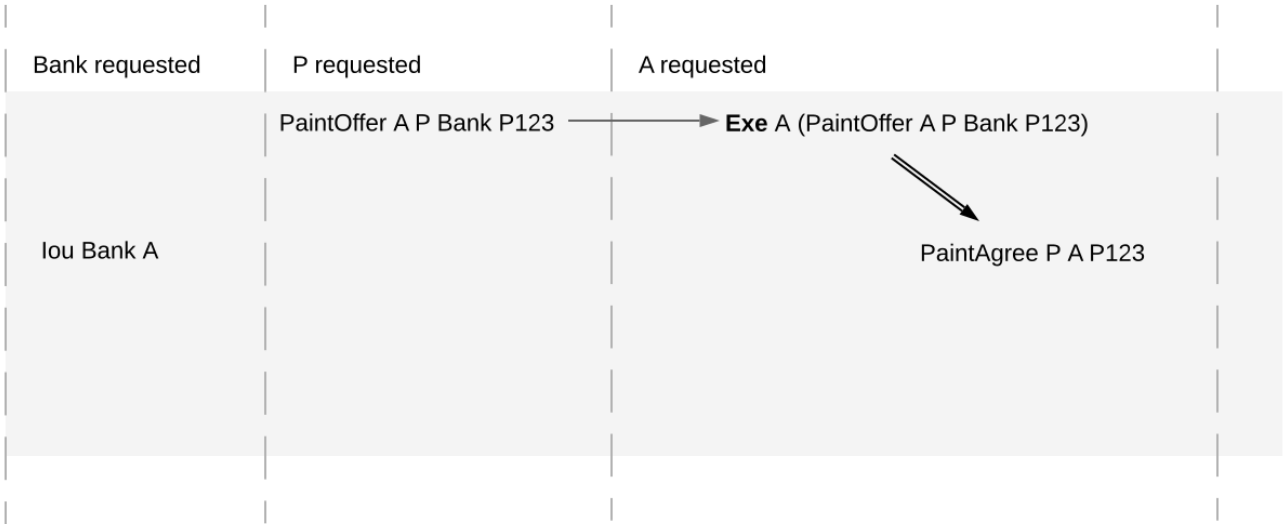 Bank requested
P requested
A requested
PaintOffer A P Bank P123
Exe A (PaintOffer A P Bank P123)
Iou Bank A
PaintAgree P A P123